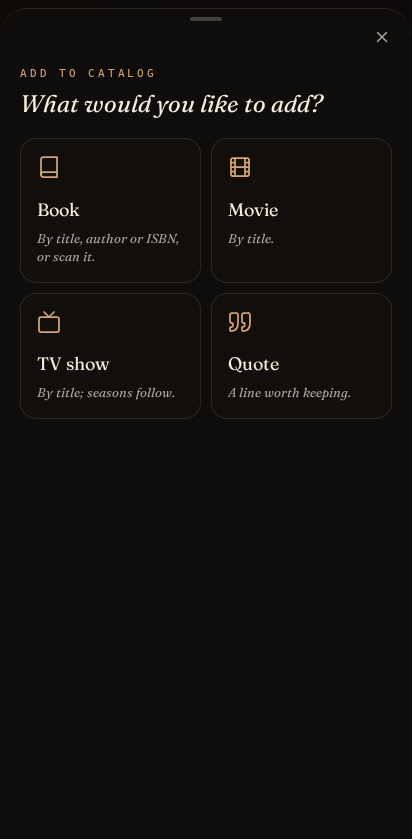 ADD TO CATALOG
What would you like to add?
Book
By title, author or ISBN,
or scan it.
Movie
By title.
TV show
By title; seasons follow.
Quote
A line worth keeping.